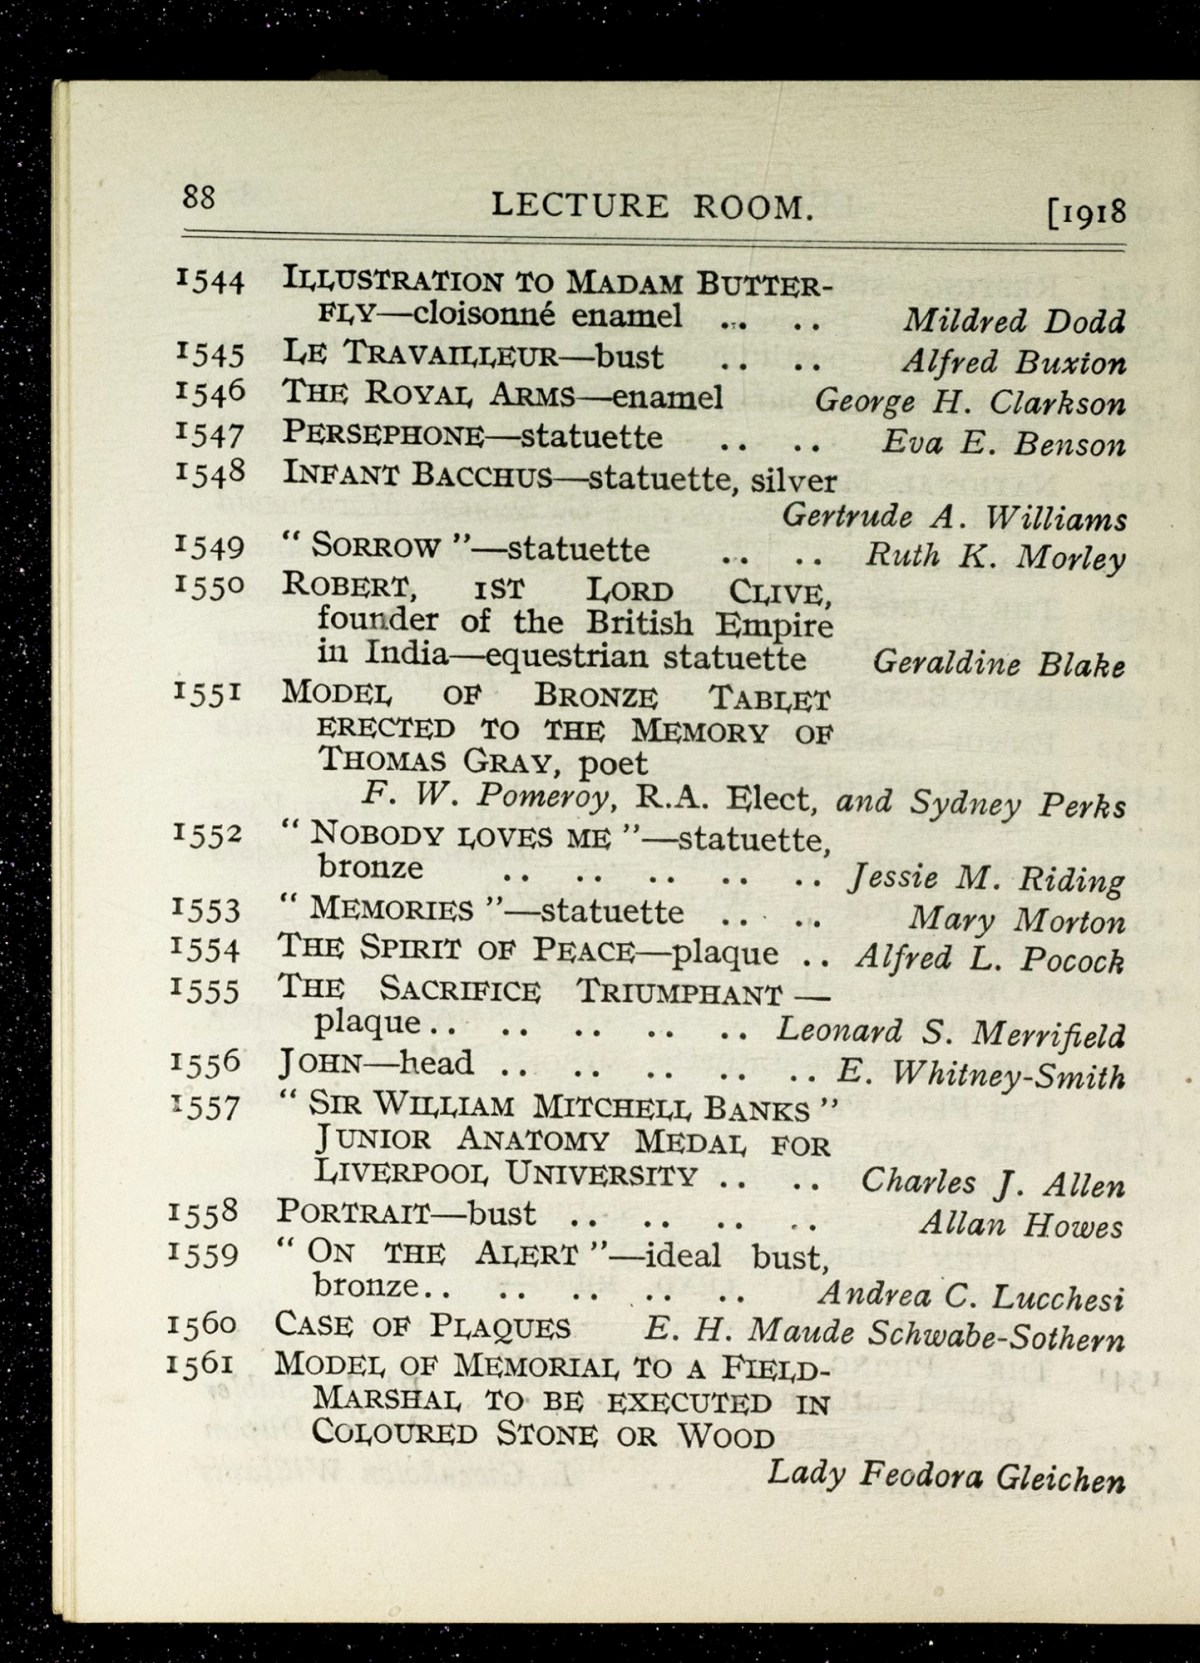 88 LECTURE ROOM. [1918
1544 ILLUSTRATION TO MADAM BUTTER-
FLY—cloisonné enamel .. .. Mildred Dodd
1545 LE TRAVAILLEUR—bust .. .. Alfred Buxton
1546 THE ROYAL ARMS—enamel George H. Clarkson
1547 PERSEPHONE—statuette .. .. Eva E. Benson
1548 INFANT BACCHUS—statuette, silver
Gertrude A. Williams
1549 “ SORROW ”—statuette .. .. Ruth K. Morley
1550 ROBERT, 1ST LORD CLIVE,
founder of the British Empire
in India—equestrian statuette Geraldine Blake
1551 MODEL OF BRONZE TABLET
ERECTED TO THE MEMORY OF
THOMAS GRAY, poet
F. W. Pomeroy, R.A. Elect, and Sydney Perks
1552 “ NOBODY LOVES ME ”—statuette,
bronze .. .. .. .. .. Jessie M. Riding
1553 “ MEMORIES ”—statuette .. .. Mary Morton
1554 THE SPIRIT OF PEACE—plaque .. Alfred L. Pocock
1555 THE SACRIFICE TRIUMPHANT —
plaque .. .. .. .. .. Leonard S. Merrifield
1556 JOHN—head .. .. .. .. .. E. Whitney-Smith
1557 “ SIR WILLIAM MITCHELL BANKS ”
JUNIOR ANATOMY MEDAL FOR
LIVERPOOL UNIVERSITY .. .. Charles J. Allen
1558 PORTRAIT—bust .. .. .. .. Allan Howes
1559 “ ON THE ALERT ”—ideal bust,
bronze .. .. .. .. .. Andrea C. Lucchesi
1560 CASE OF PLAQUES E. H. Maude Schwabe-Sothern
1561 MODEL OF MEMORIAL TO A FIELD-
MARSHAL TO BE EXECUTED IN
COLOURED STONE OR WOOD
Lady Feodora Gleichen